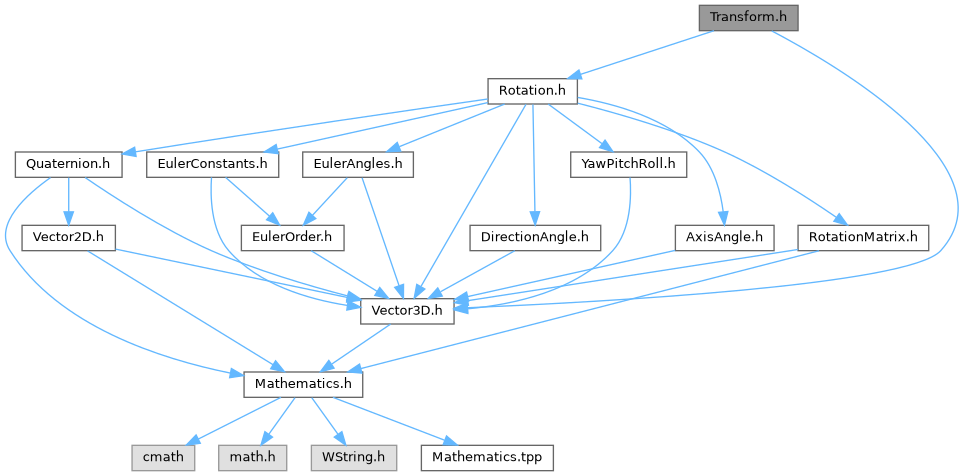 Transform.h
Rotation.h
Quaternion.h
EulerConstants.h
EulerAngles.h
YawPitchRoll.h
Vector2D.h
EulerOrder.h
DirectionAngle.h
AxisAngle.h
RotationMatrix.h
Vector3D.h
Mathematics.h
cmath
math.h
WString.h
Mathematics.tpp